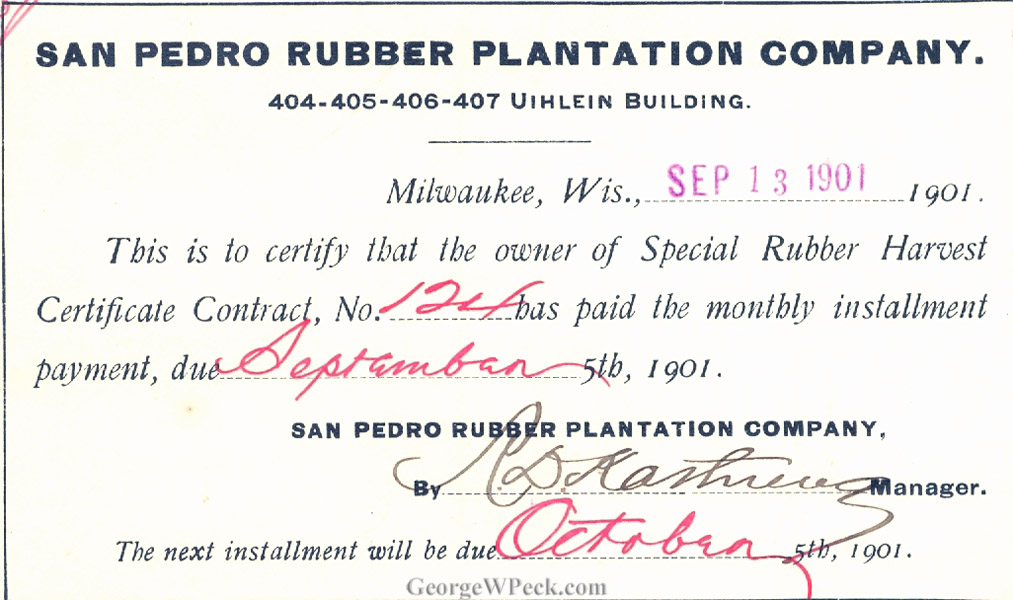 SAN PEDRO RUBBER PLANTATION COMPANY.
404-405-406-407 UIHLEIN BUILDING.
Milwaukee, Wis., SEP 13 1901 1901.
This is to certify that the owner of Special Rubber Harvest
Certificate Contract, No. 124 has paid the monthly installment
payment, due September 5th, 1901.
SAN PEDRO RUBBER PLANTATION COMPANY,
By R. D. Manager.
The next installment will be due October 5th, 1901.
GeorgeWPeck.com